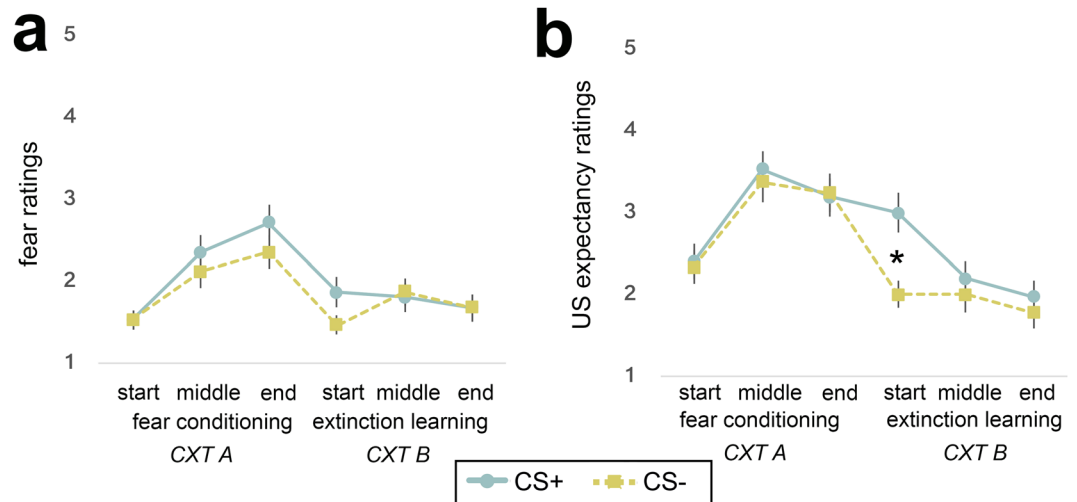 a
fear ratings
5
4
3
2
1
start middle end start middle end
fear conditioning extinction learning
CXT A CXT B
b
US expectancy ratings
5
4
3
2
1
*
start middle end start middle end
fear conditioning extinction learning
CXT A CXT B
CS+ CS-